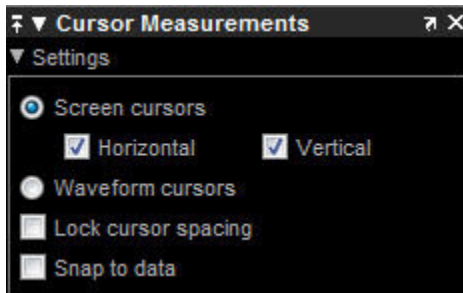 Cursor Measurements
Settings
Screen cursors
Horizontal Vertical
Waveform cursors
Lock cursor spacing
Snap to data